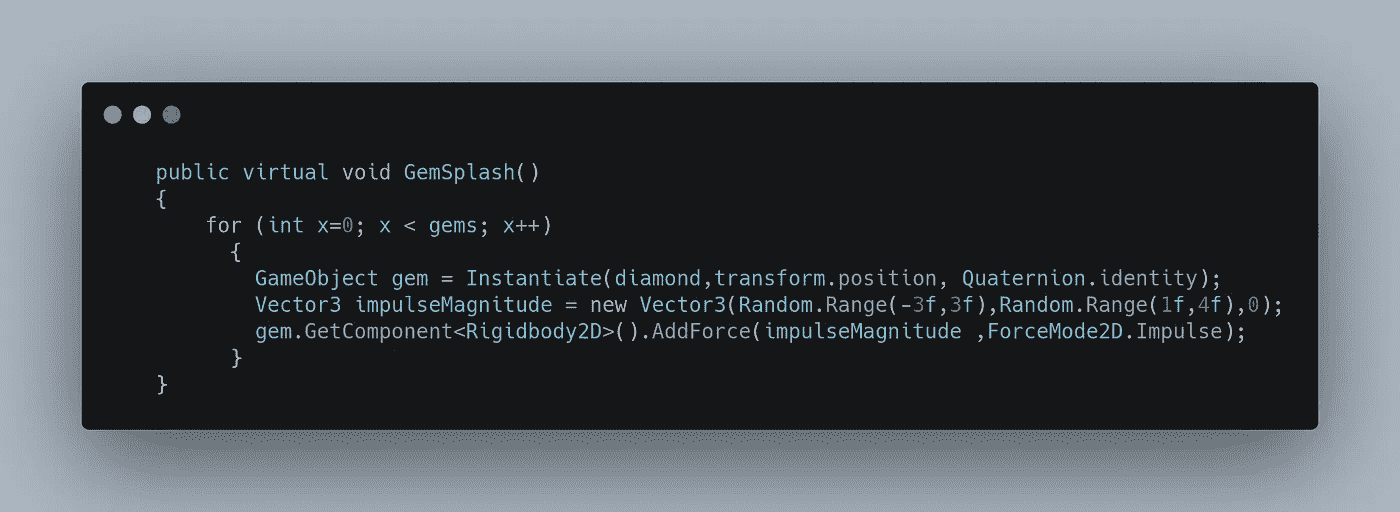 public virtual void GemSplash()
{
for (int x=0; x < gems; x++)
{
GameObject gem = Instantiate(diamond,transform.position, Quaternion.identity);
Vector3 impulseMagnitude = new Vector3(Random.Range(-3f,3f),Random.Range(1f,4f),0);
gem.GetComponent<Rigidbody2D>().AddForce(impulseMagnitude ,ForceMode2D.Impulse);
}
}